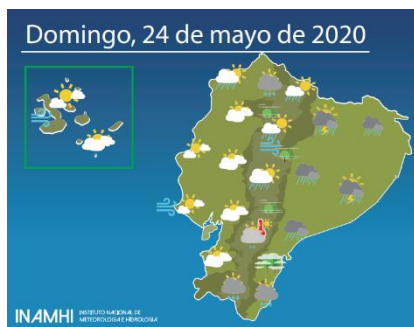 Domingo, 24 de mayo de 2020
INAMHI
INSTITUTO NACIONAL DE
METEOROLOGÍA E HIDROLOGÍA